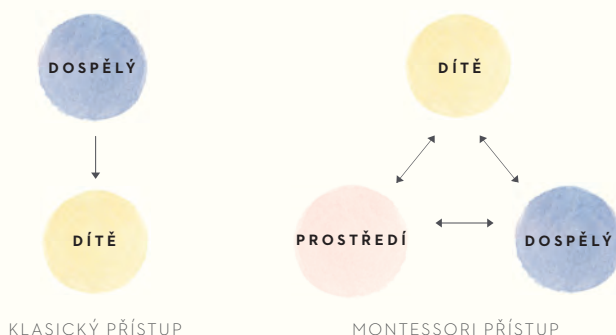 DOSPĚLÝ
DÍTĚ
KLASICKÝ PŘÍSTUP
DÍTĚ
PROSTŘEDÍ
DOSPĚLÝ
MONTESSORI PŘÍSTUP